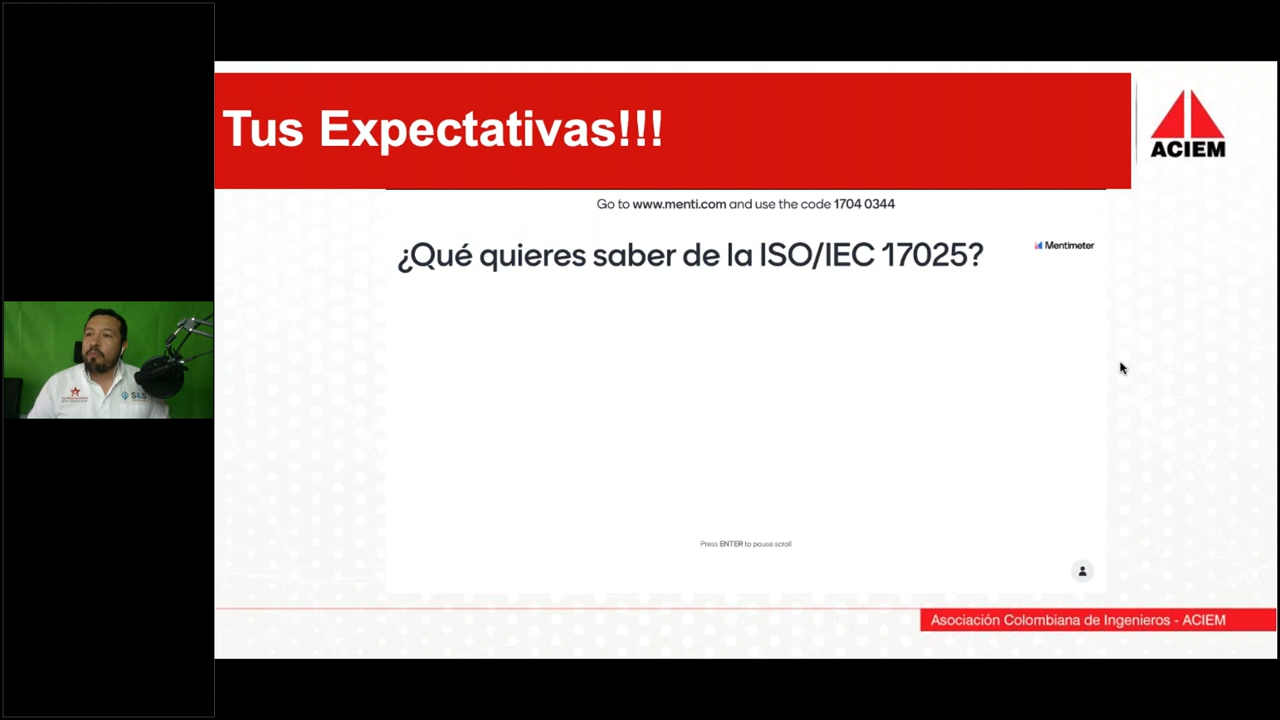 Tus Expectativas!!!
ACIEM
Go to www.menti.com and use the code 1704 0344
¿Qué quieres saber de la ISO/IEC 17025?
Mentimeter
S&S
Press ENTER to pause scroll
Asociación Colombiana de Ingenieros - ACIEM